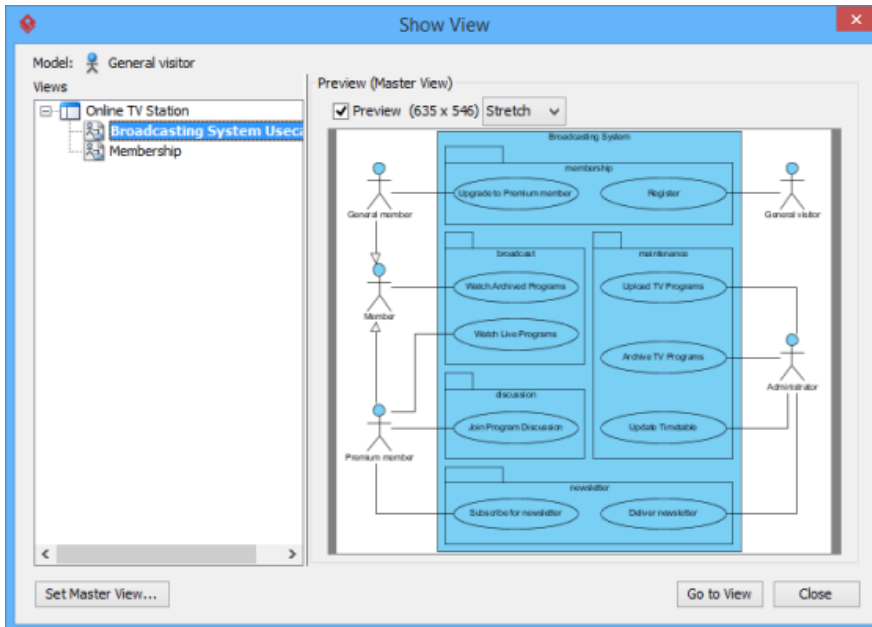 Show View
Model: General visitor
Views
Online TV Station
Broadcasting System Useca
Membership
Preview (Master View)
Preview (635 x 546) Stretch
Broadcasting System
membership
Upgrade to Premium member
Register
General member
General visitor
broadcast
maintenance
Watch Archived Programs
Upload TV Programs
Member
Watch Live Programs
Archive TV Programs
Administrator
discussion
Join Program Discussion
Update Timetable
Premium member
newsletter
Subscribe for newsletter
Deliver newsletter
Set Master View...
Go to View
Close